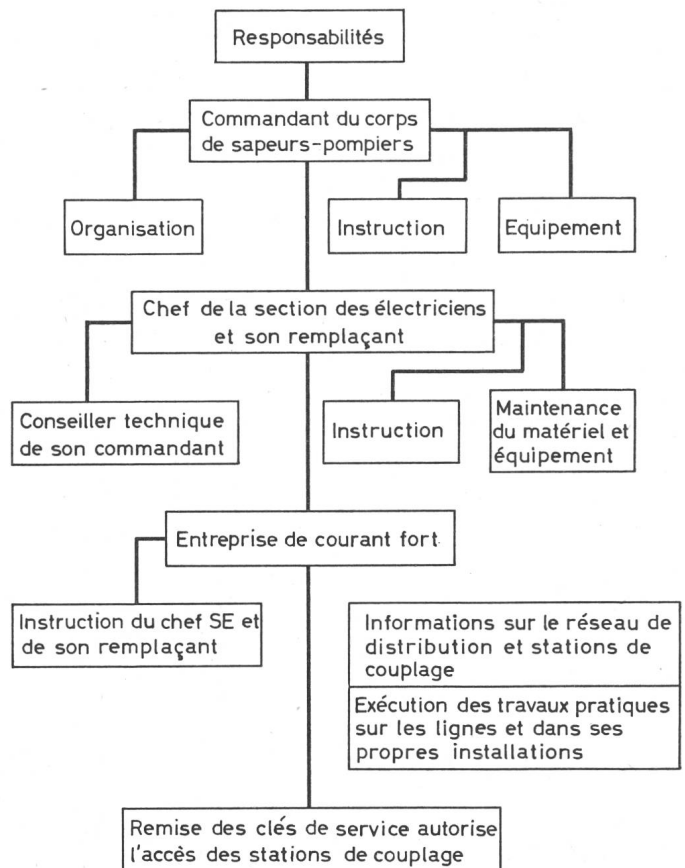 Responsabilités
Commandant du corps
de sapeurs-pompiers
Organisation
Instruction
Equipement
Chef de la section des électriciens
et son remplaçant
Conseiller technique
de son commandant
Instruction
Maintenance
du matériel et
équipement
Entreprise de courant fort
Instruction du chef SE et
de son remplaçant
Informations sur le réseau de
distribution et stations de
couplage
Exécution des travaux pratiques
sur les lignes et dans ses
propres installations
Remise des clés de service autorise
l'accès des stations de couplage